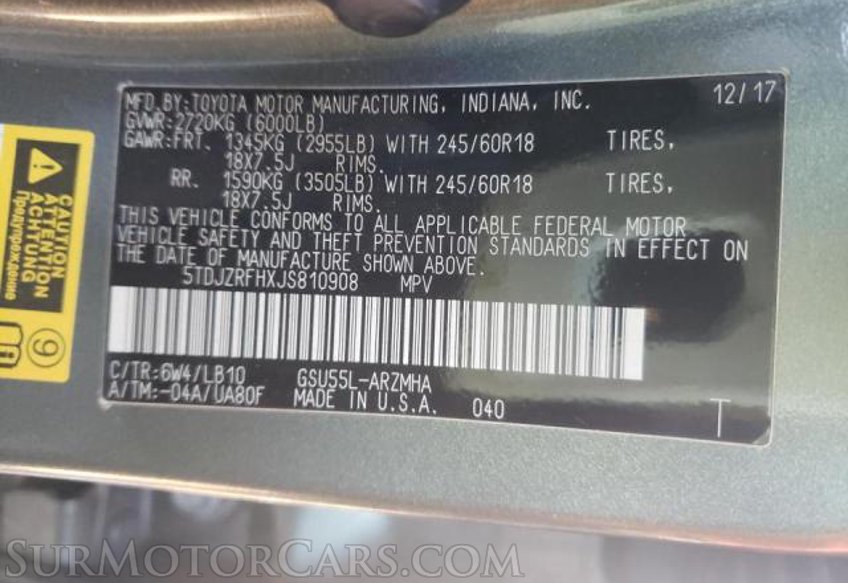 MFD.BY:TOYOTA MOTOR MANUFACTURING, INDIANA, INC. 12/17
GVWR:2720KG (6000LB)
GAWR:FRT. 1345KG (2955LB) WITH 245/60R18 TIRES,
18X7.5J RIMS.
RR. 1590KG (3505LB) WITH 245/60R18 TIRES,
18X7.5J RIMS.
THIS VEHICLE CONFORMS TO ALL APPLICABLE FEDERAL MOTOR
VEHICLE SAFETY AND THEFT PREVENTION STANDARDS IN EFFECT ON
THE DATE OF MANUFACTURE SHOWN ABOVE.
5TDJZRFHXJS810908 MPV
C/TR:6W4/LB10 GSU55L-ARZMHA
A/TM:-04A/UA80F MADE IN U.S.A. 040
T
CAUTION
ATTENTION
ACHTUNG
Предупреждение
9
SURMOTORCARS.COM